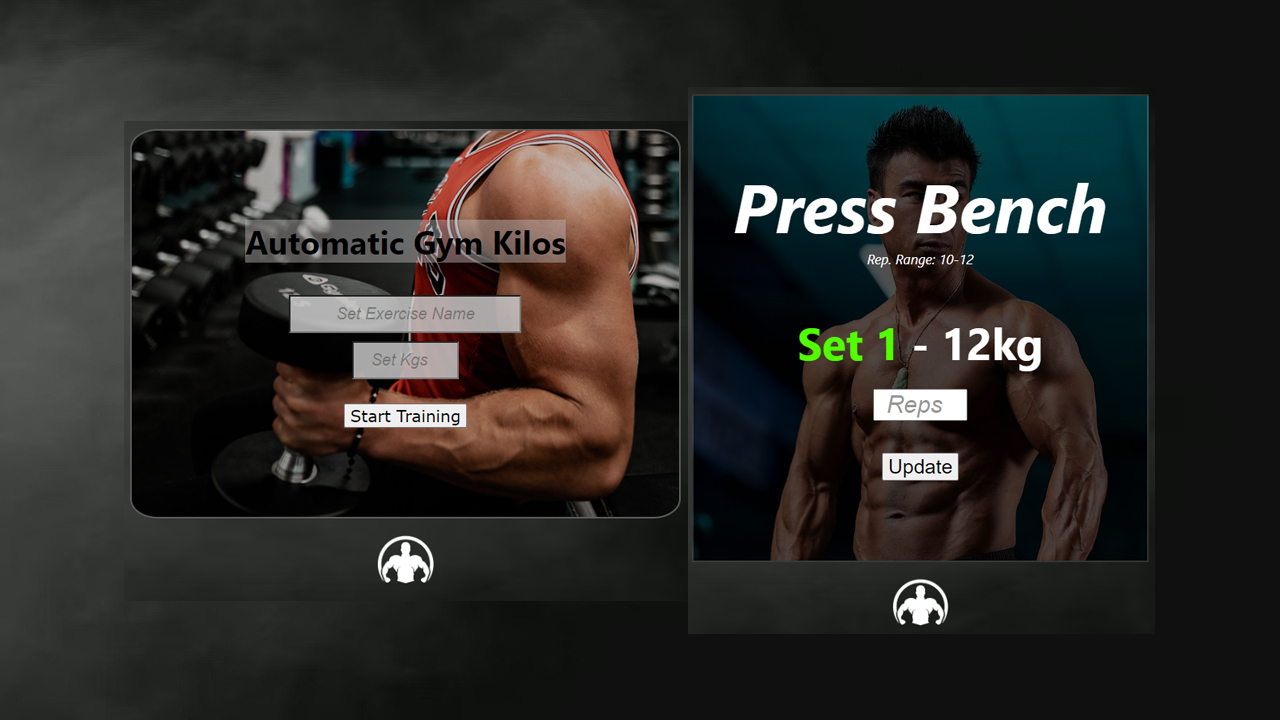 Automatic Gym Kilos
Set Exercise Name
Set Kgs
Start Training
Press Bench
Rep. Range: 10-12
Set 1 - 12kg
Reps
Update